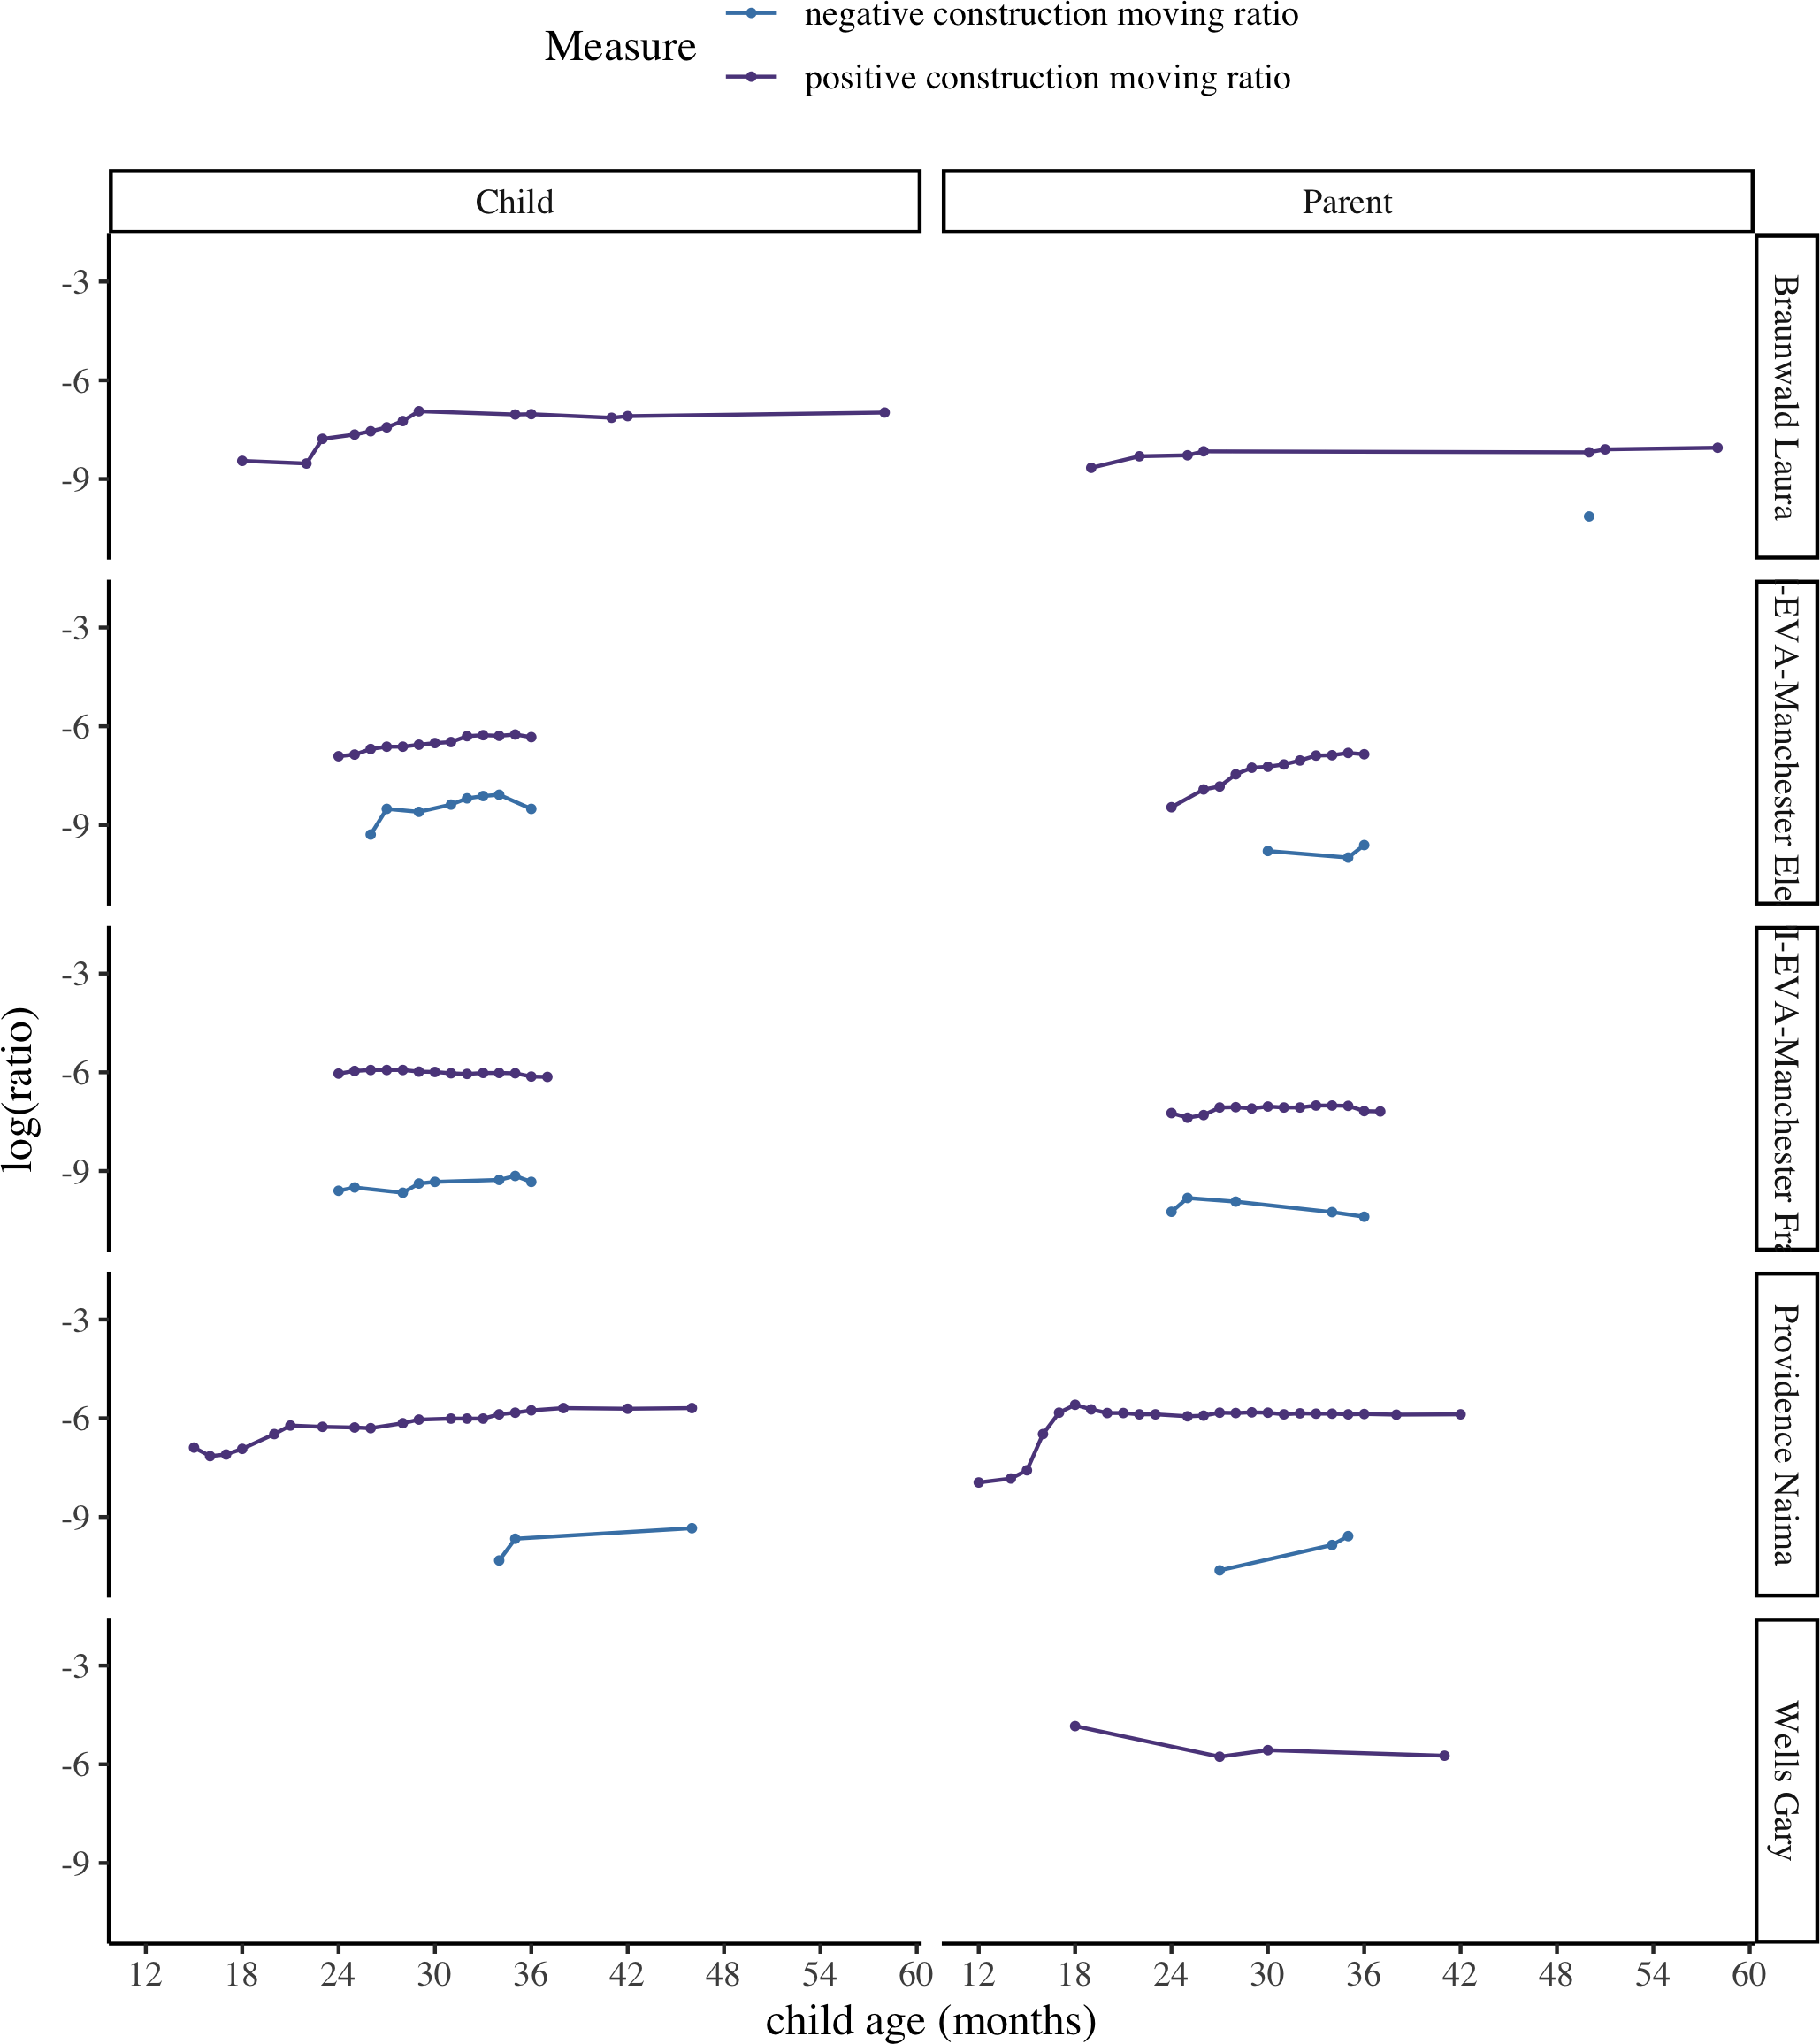 negative construction moving ratio
Measure
positive construction moving ratio
Child Parent
-3
-6
-9
Braunwald Laura
-3
-6
-9
-EVA-Manchester Ele
-3
-6
-9
I-EVA-Manchester Fra
-3
-6
-9
Providence Naima
-3
-6
-9
Wells Gary
log(ratio)
12 18 24 30 36 42 48 54 60 12 18 24 30 36 42 48 54 60
child age (months)